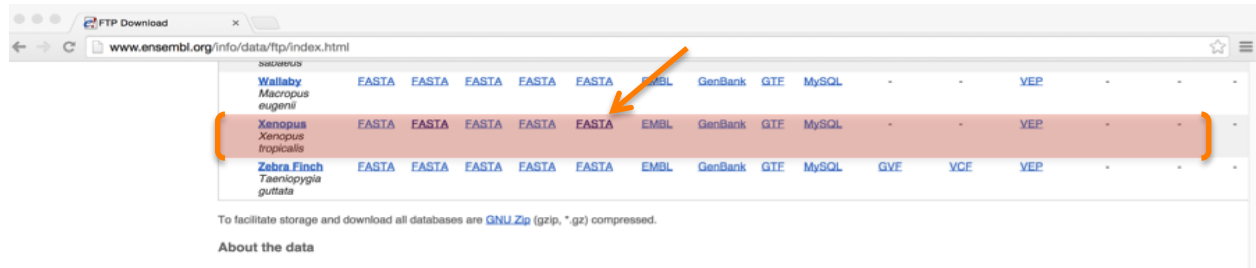 FTP Download
www.ensembl.org/info/data/ftp/index.html
sabaeus
Wallaby FASTA FASTA FASTA FASTA FASTA EMBL GenBank GTF MySQL - - VEP - - -
Macropus
eugenii
Xenopus FASTA FASTA FASTA FASTA FASTA EMBL GenBank GTF MySQL - - VEP - - -
Xenopus
tropicalis
Zebra Finch FASTA FASTA FASTA FASTA FASTA EMBL GenBank GTF MySQL GVF VCF VEP - - -
Taeniopygia
guttata
To facilitate storage and download all databases are GNU Zip (gzip, *.gz) compressed.
About the data